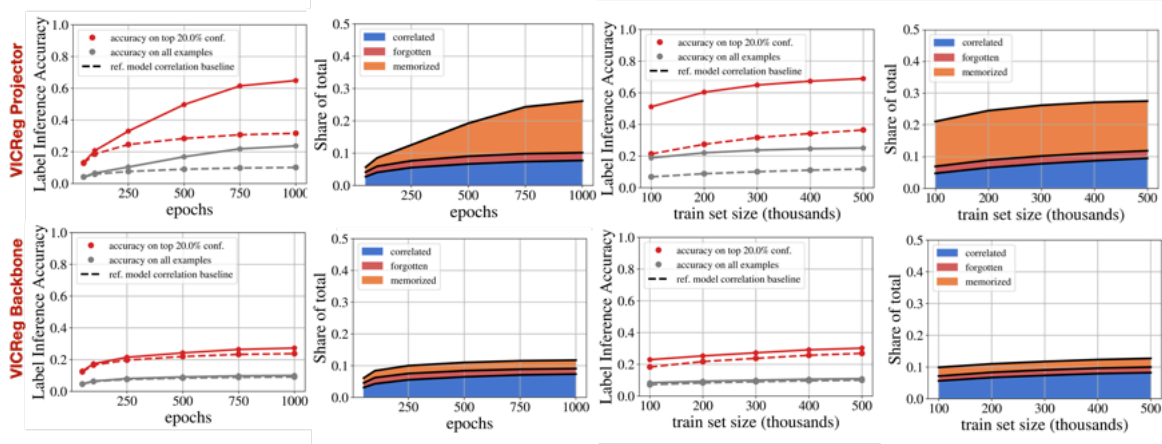 VICReg Projector
Label Inference Accuracy
1.0
0.8
0.6
0.4
0.2
0.0
accuracy on top 20.0% conf.
accuracy on all examples
ref. model correlation baseline
250 500 750 1000
epochs
Share of total
0.5
0.4
0.3
0.2
0.1
0.0
correlated
forgotten
memorized
250 500 750 1000
epochs
Label Inference Accuracy
1.0
0.8
0.6
0.4
0.2
0.0
accuracy on top 20.0% conf.
accuracy on all examples
ref. model correlation baseline
100 200 300 400 500
train set size (thousands)
Share of total
0.5
0.4
0.3
0.2
0.1
0.0
correlated
forgotten
memorized
100 200 300 400 500
train set size (thousands)
VICReg Backbone
Label Inference Accuracy
1.0
0.8
0.6
0.4
0.2
0.0
accuracy on top 20.0% conf.
accuracy on all examples
ref. model correlation baseline
250 500 750 1000
epochs
Share of total
0.5
0.4
0.3
0.2
0.1
0.0
correlated
forgotten
memorized
250 500 750 1000
epochs
Label Inference Accuracy
1.0
0.8
0.6
0.4
0.2
0.0
accuracy on top 20.0% conf.
accuracy on all examples
ref. model correlation baseline
100 200 300 400 500
train set size (thousands)
Share of total
0.5
0.4
0.3
0.2
0.1
0.0
correlated
forgotten
memorized
100 200 300 400 500
train set size (thousands)